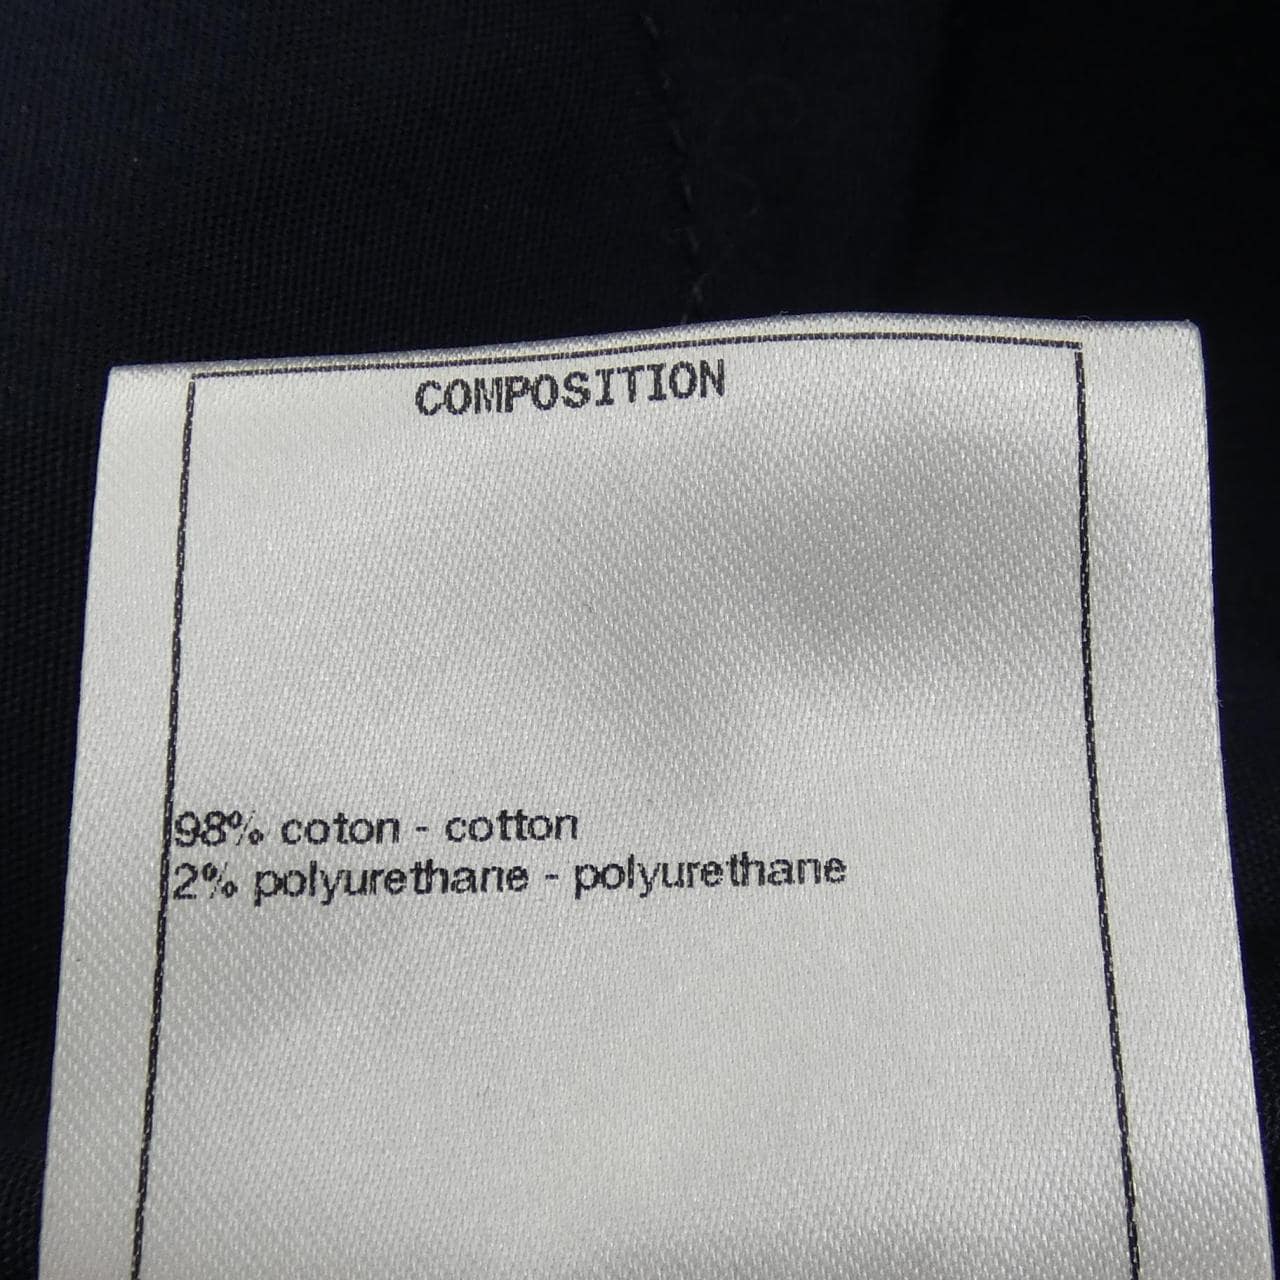 COMPOSITION
98% coton - cotton
2% polyurethane - polyurethane